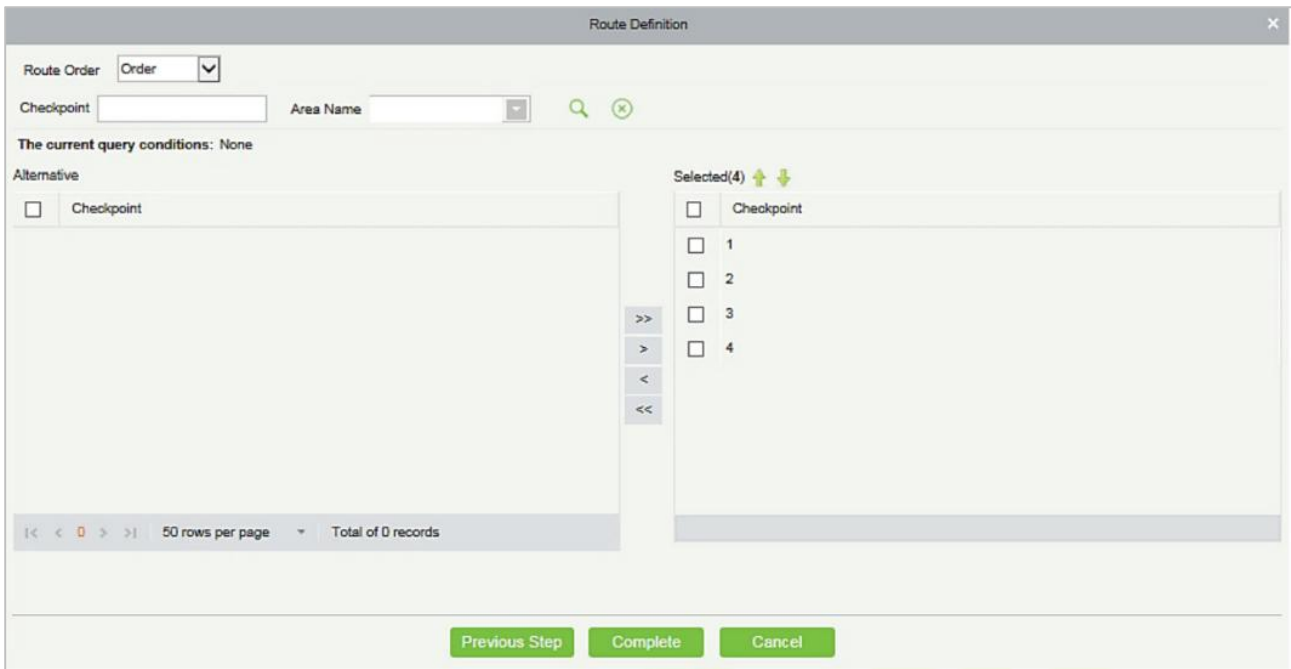 Route Definition ×
Route Order Order
Checkpoint Area Name
The current query conditions: None
Alternative
Selected(4)
Checkpoint
Checkpoint
1
2
3
4
>>
>
<
<<
|< < 0 > >| 50 rows per page Total of 0 records
Previous Step Complete Cancel